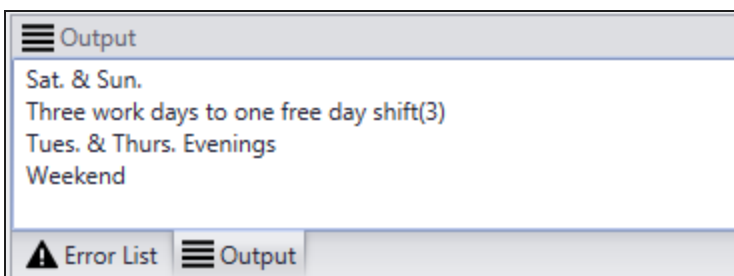 Output
Sat. & Sun.
Three work days to one free day shift(3)
Tues. & Thurs. Evenings
Weekend
Error List Output